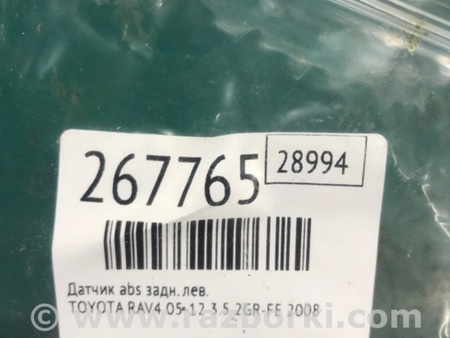 267765 28994
Датчик abs задн.лев.
TOYOTA RAV4 05-12 3.5 2GR-FE 2008
www.razborki.com